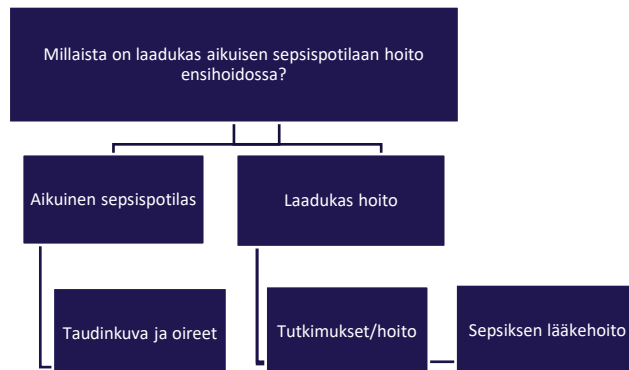 Millaista on laadukas aikuisen sepsispotilaan hoito
ensihoidossa?
Aikuinen sepsispotilas
Laadukas hoito
Taudinkuva ja oireet
Tutkimukset/hoito
Sepsiksen lääkehoito